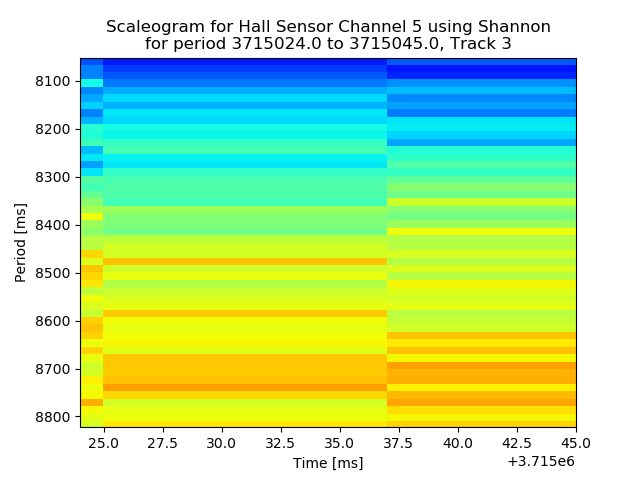 Scaleogram for Hall Sensor Channel 5 using Shannon
for period 3715024.0 to 3715045.0, Track 3
8100
8200
8300
8400
8500
8600
8700
8800
Period [ms]
25.0 27.5 30.0 32.5 35.0 37.5 40.0 42.5 45.0
Time [ms]
+3.715e6